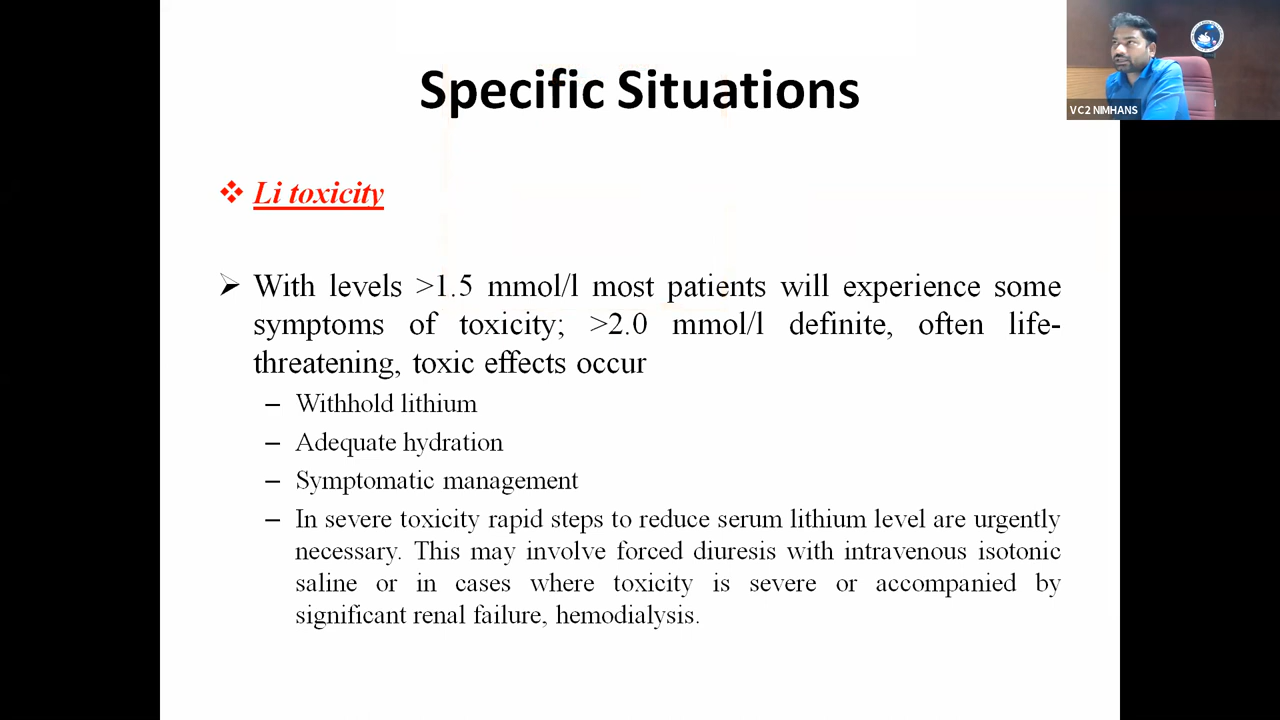 Specific Situations
VC2 NIMHANS
❖ Li toxicity
➢ With levels >1.5 mmol/l most patients will experience some
symptoms of toxicity; >2.0 mmol/l definite, often life-
threatening, toxic effects occur
– Withhold lithium
– Adequate hydration
– Symptomatic management
– In severe toxicity rapid steps to reduce serum lithium level are urgently
necessary. This may involve forced diuresis with intravenous isotonic
saline or in cases where toxicity is severe or accompanied by
significant renal failure, hemodialysis.